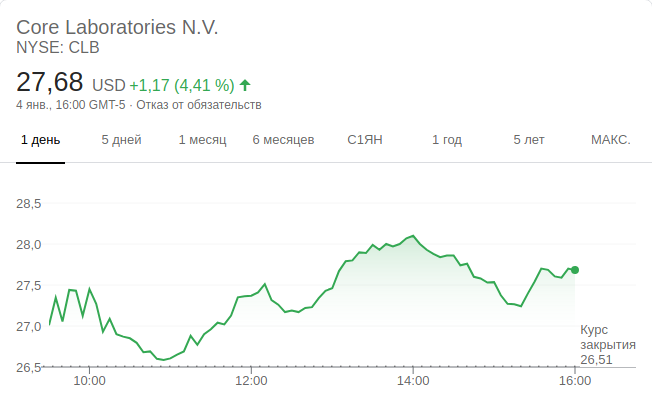 Core Laboratories N.V.
NYSE: CLB
27,68 USD +1,17 (4,41 %)
4 янв., 16:00 GMT-5 · Отказ от обязательств
1 день 5 дней 1 месяц 6 месяцев С1ЯН 1 год 5 лет МАКС.
28,5
28,0
27,5
27,0
26,5
Курс
закрытия
26,51
10:00 12:00 14:00 16:00